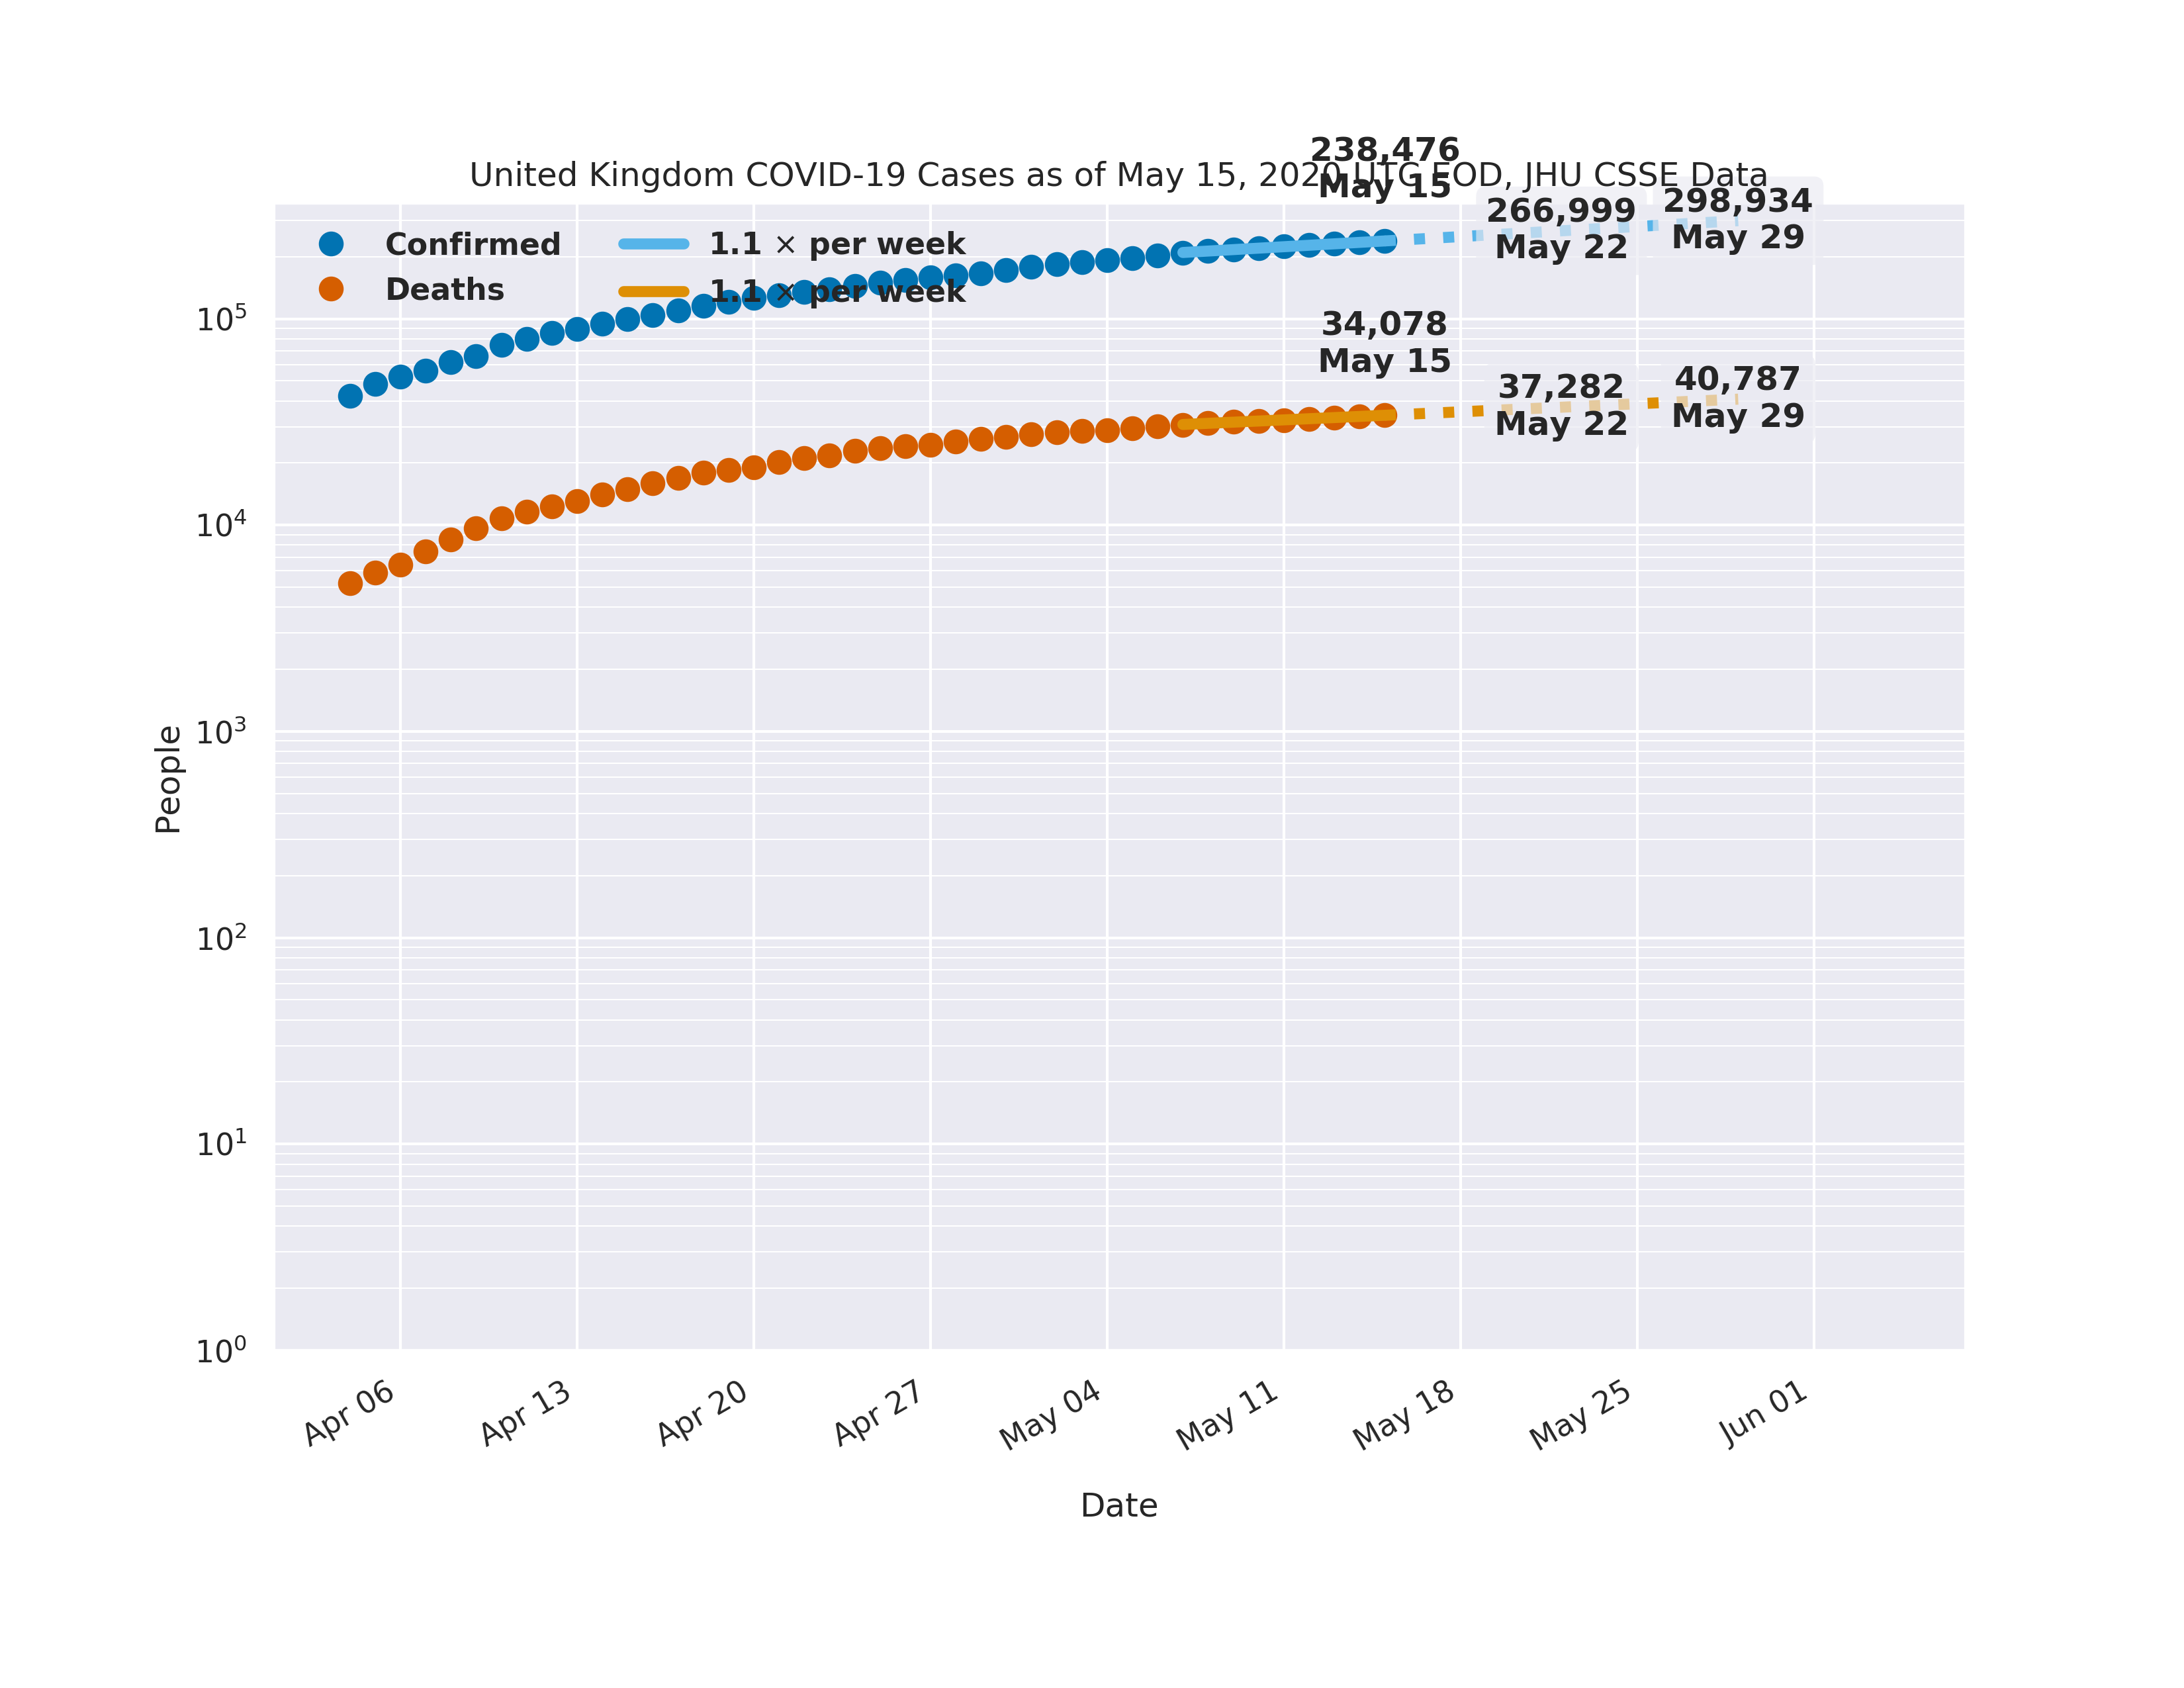 238,476
May 15
United Kingdom COVID-19 Cases as of May 15, 2020 UTC EOD, JHU CSSE Data
266,999
May 22
298,934
May 29
Confirmed
Deaths
1.1 × per week
1.1 × per week
34,078
May 15
37,282
May 22
40,787
May 29
10⁵
10⁴
10³
10²
10¹
10⁰
People
Apr 06
Apr 13
Apr 20
Apr 27
May 04
May 11
May 18
May 25
Jun 01
Date